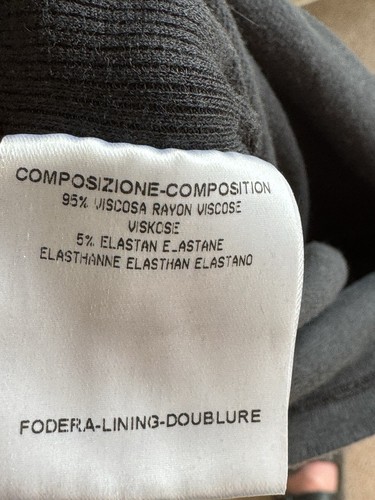 COMPOSIZIONE-COMPOSITION
95% VISCOSA RAYON VISCOSE
VISKOSE
5% ELASTAN ELASTANE
ELASTHANNE ELASTHAN ELASTANO
FODERA-LINING-DOUBLURE